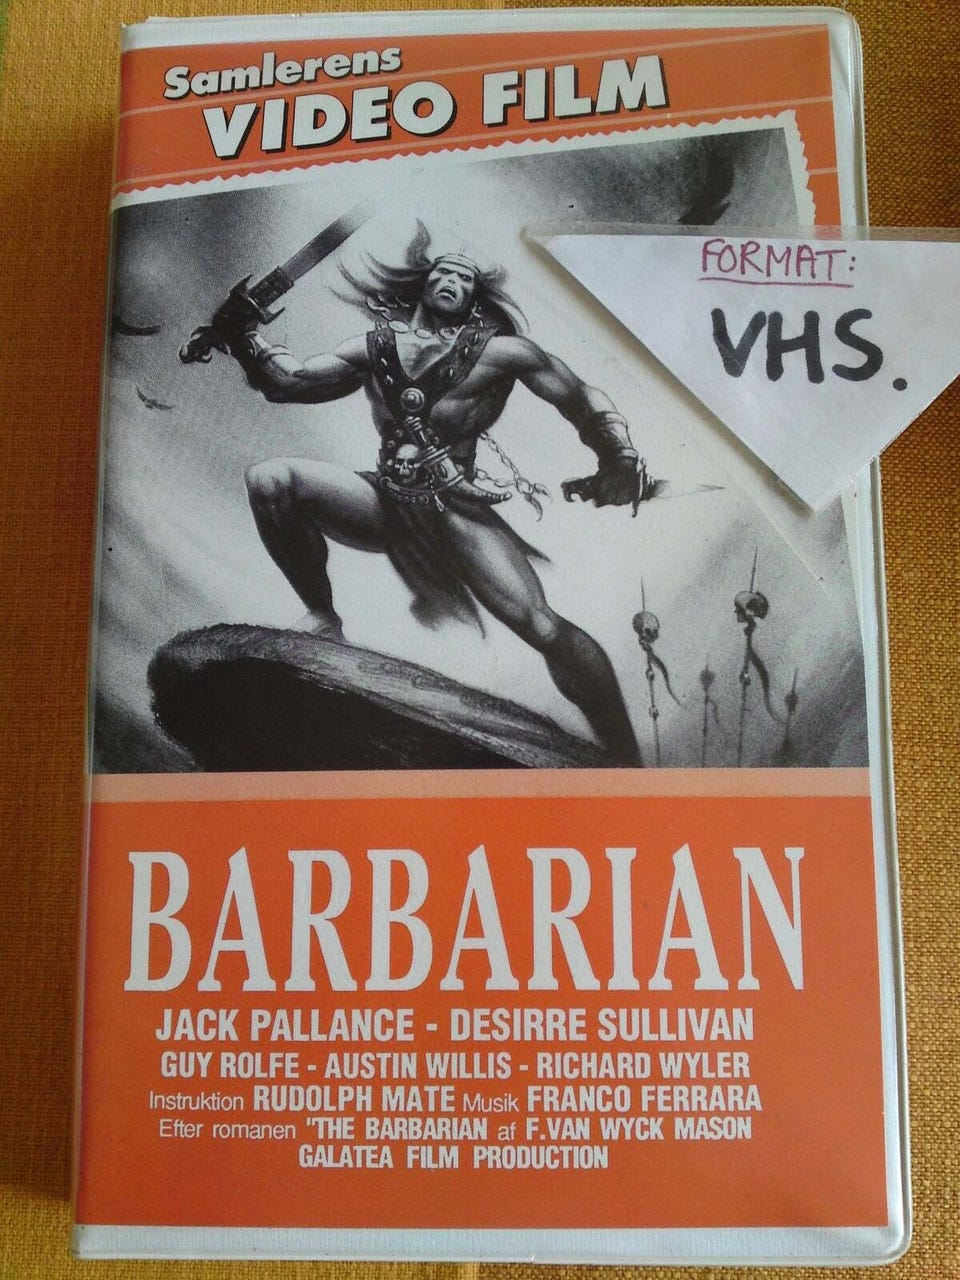 Samlerens
VIDEO FILM
FORMAT:
VHS.
BARBARIAN
JACK PALLANCE - DESIRRE SULLIVAN
GUY ROLFE - AUSTIN WILLIS - RICHARD WYLER
Instruktion RUDOLPH MATE Musik FRANCO FERRARA
Efter romanen "THE BARBARIAN af F.VAN WYCK MASON
GALATEA FILM PRODUCTION